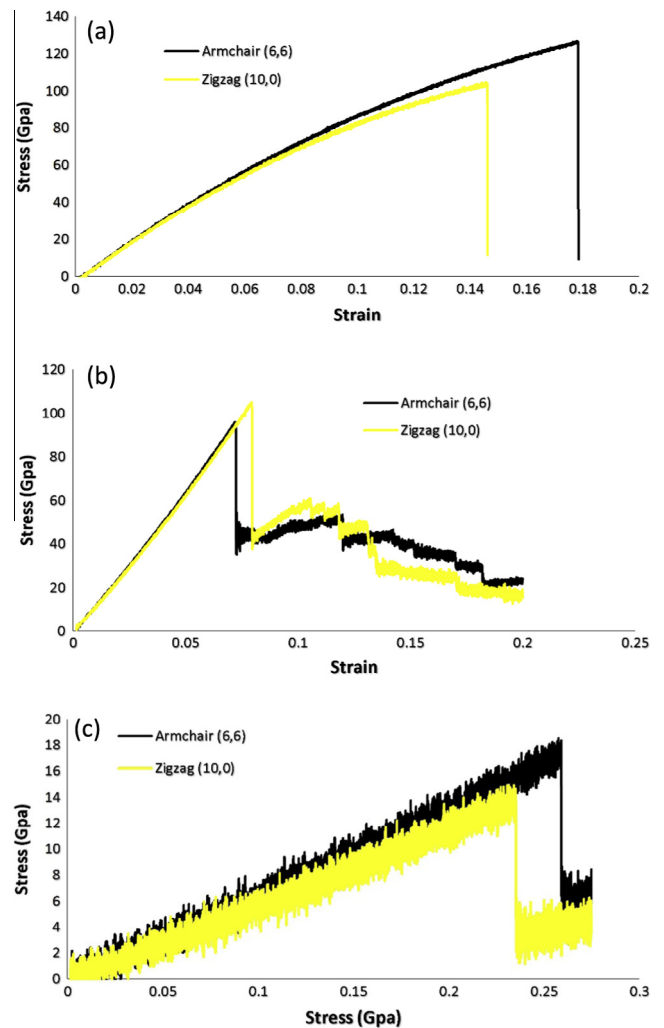 (a)
Armchair (6,6)
Zigzag (10,0)
Stress (Gpa)
140
120
100
80
60
40
20
0
0 0.02 0.04 0.06 0.08 0.1 0.12 0.14 0.16 0.18 0.2
Strain
(b)
Armchair (6,6)
Zigzag (10,0)
Stress (Gpa)
120
100
80
60
40
20
0
0 0.05 0.1 0.15 0.2 0.25
Strain
(c)
Armchair (6,6)
Zigzag (10,0)
Stress (Gpa)
20
18
16
14
12
10
8
6
4
2
0
0 0.05 0.1 0.15 0.2 0.25 0.3
Stress (Gpa)